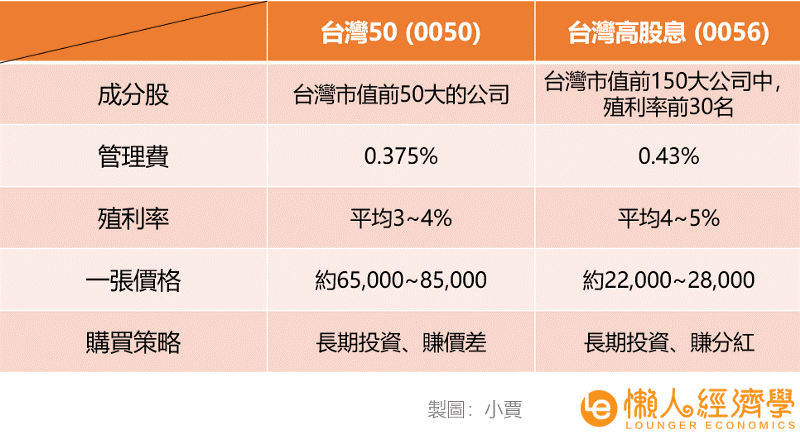 台灣50 (0050)
台灣高股息 (0056)
成分股
台灣市值前50大的公司
台灣市值前150大公司中,
殖利率前30名
管理費
0.375%
0.43%
殖利率
平均3~4%
平均4~5%
一張價格
約65,000~85,000
約22,000~28,000
購買策略
長期投資、賺價差
長期投資、賺分紅
製圖：小賈
Le 懶人經濟學
LOUNGER ECONOMICS